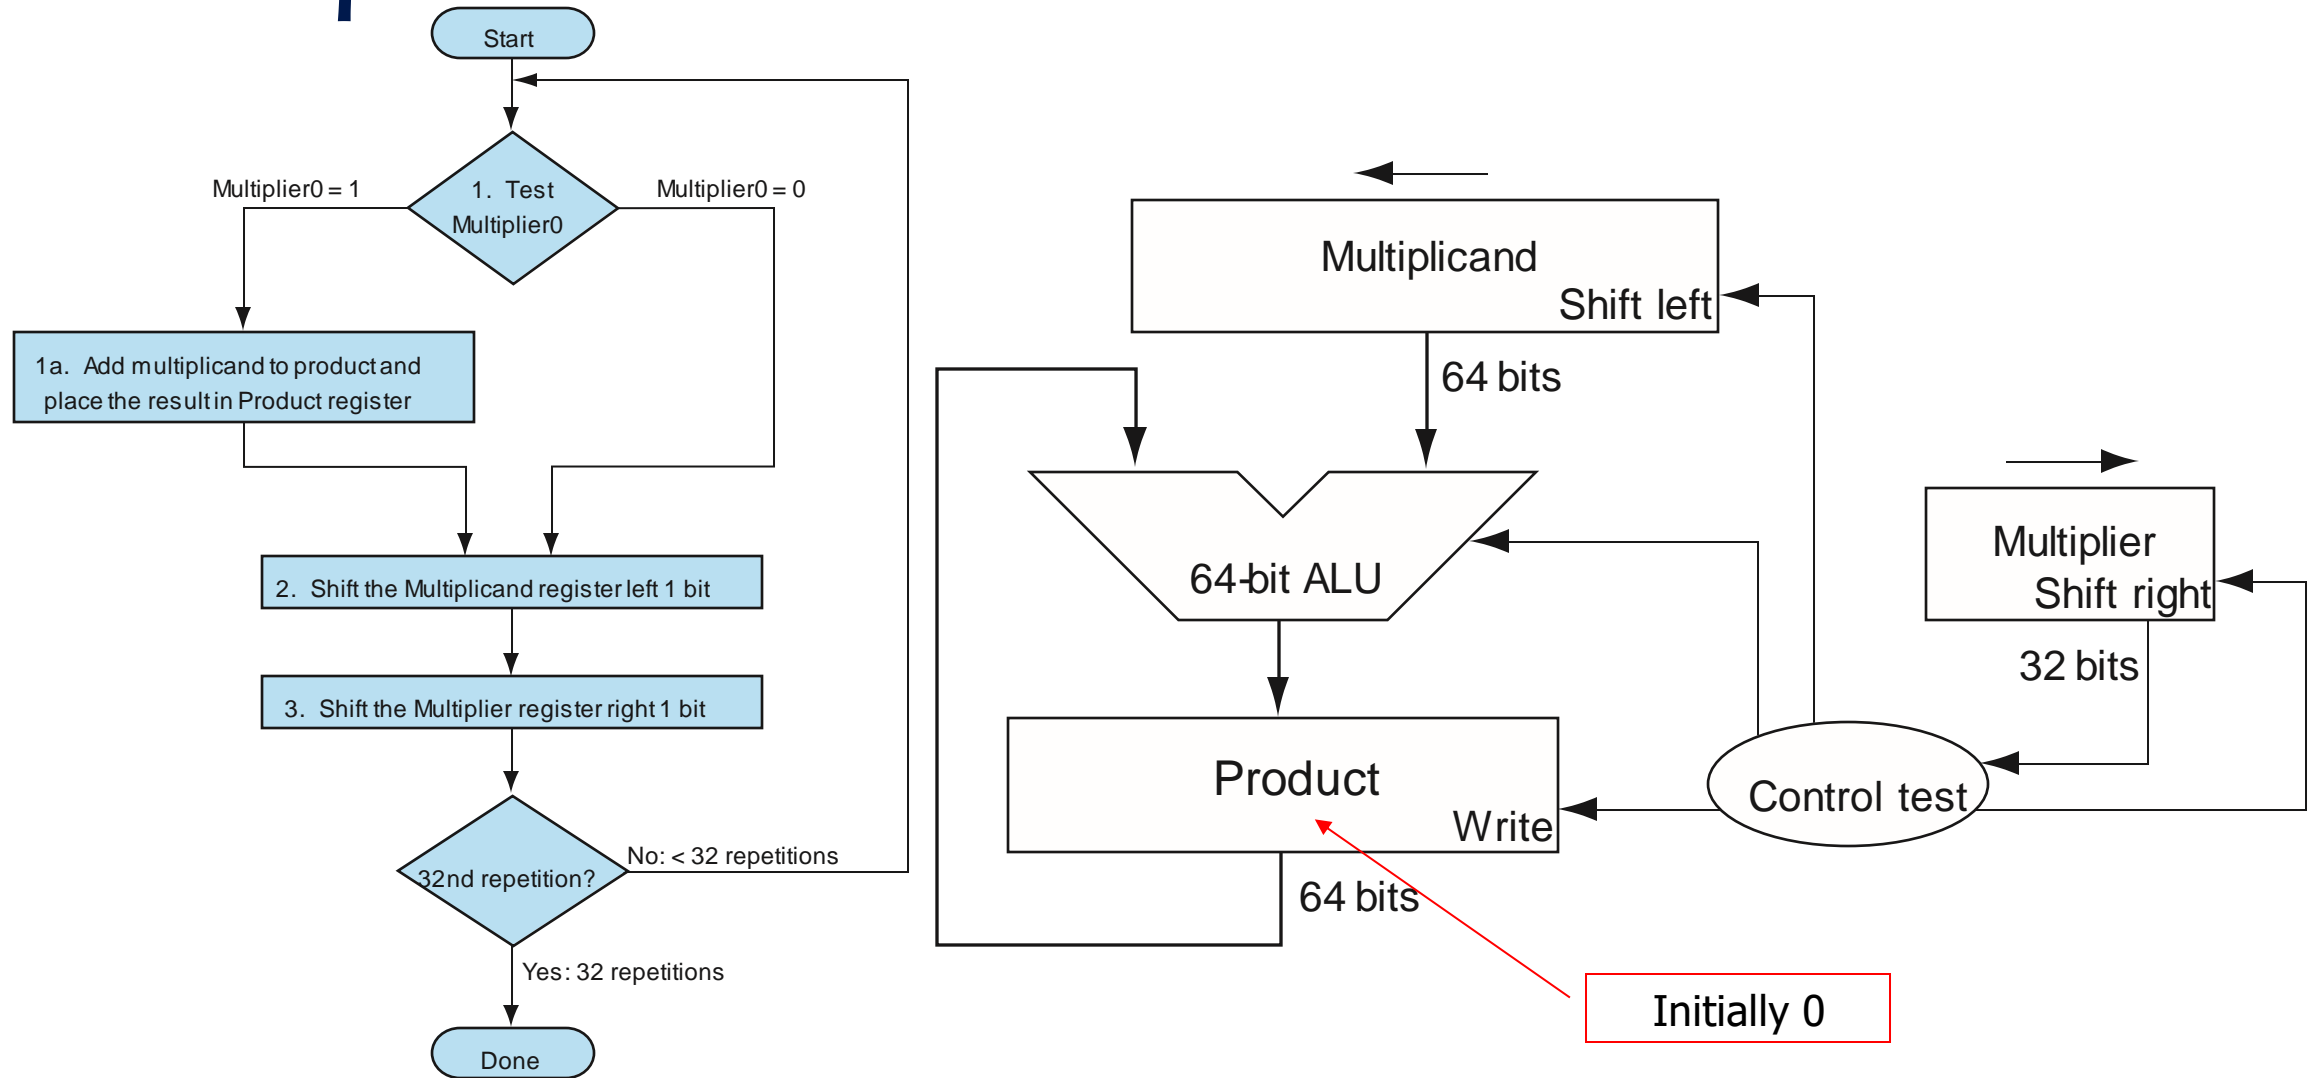 Start
Multiplier0 = 1
1. Test
Multiplier0
Multiplier0 = 0
1a. Add multiplicand to product and
place the result in Product register
2. Shift the Multiplicand register left 1 bit
3. Shift the Multiplier register right 1 bit
32nd repetition?
No: < 32 repetitions
Yes: 32 repetitions
Done
Multiplicand
Shift left
64 bits
64-bit ALU
Multiplier
Shift right
32 bits
Product
Write
Control test
64 bits
Initially 0